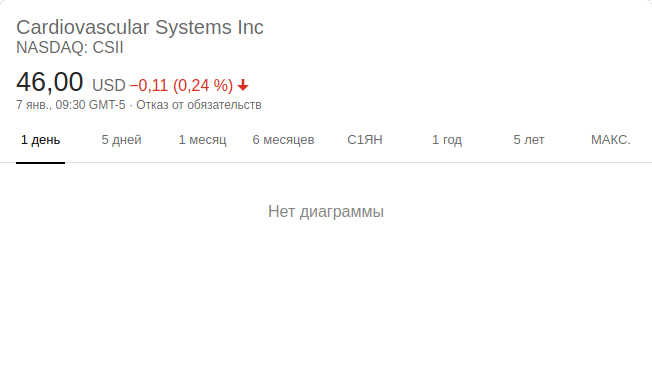 Cardiovascular Systems Inc
NASDAQ: CSII
46,00 USD −0,11 (0,24 %)
7 янв., 09:30 GMT-5 · Отказ от обязательств
1 день 5 дней 1 месяц 6 месяцев С1ЯН 1 год 5 лет МАКС.
Нет диаграммы